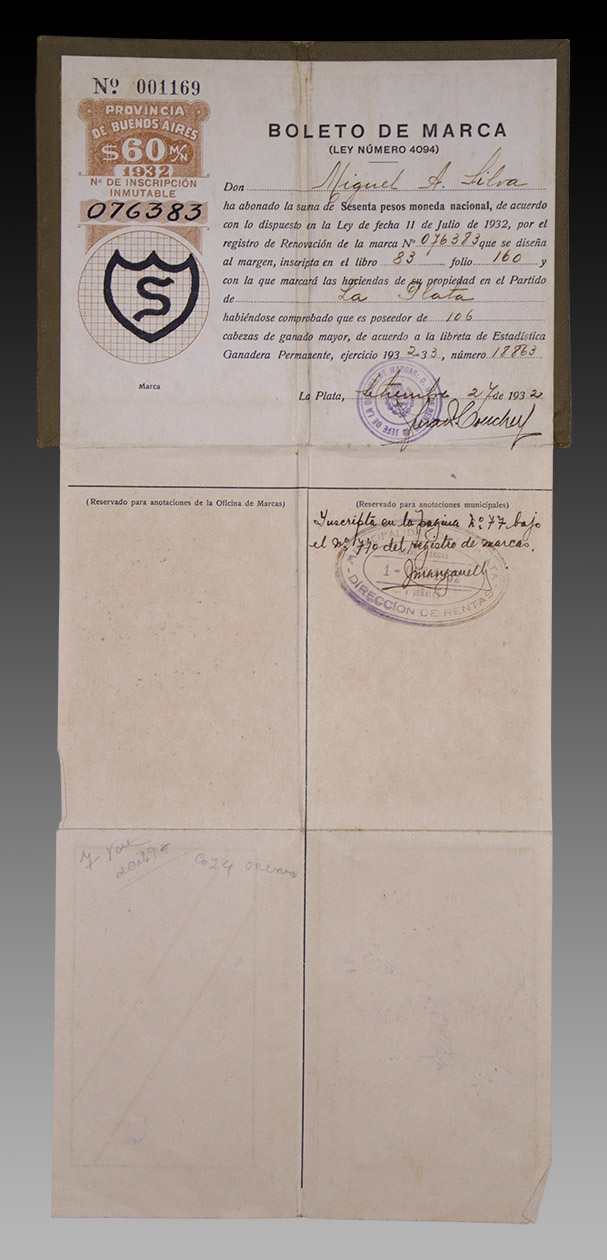 Nº 001169
PROVINCIA
DE BUENOS AIRES
$60 M/N
1932
Nº DE INSCRIPCIÓN
INMUTABLE
076383
S
Marca
BOLETO DE MARCA
(LEY NÚMERO 4094)
Don Miguel A. Silva
ha abonado la suma de Sesenta pesos moneda nacional, de acuerdo
con lo dispuesto en la Ley de fecha 11 de Julio de 1932, por el
registro de Renovación de la marca Nº 076383 que se diseña
al margen, inscripta en el libro 83 folio 160 y
con la que marcará las haciendas de su propiedad en el Partido
de La Plata
habiéndose comprobado que es poseedor de 106
cabezas de ganado mayor, de acuerdo a la libreta de Estadística
Ganadera Permanente, ejercicio 1932-33, número 18863
La Plata, setiembre 27 de 1932
JEFE DE LA
(Reservado para anotaciones de la Oficina de Marcas)
(Reservado para anotaciones municipales)
Inscripta en la pagina Nº 77 bajo
el Nº 1770 del registro de marcas.
DIRECCION DE RENTAS